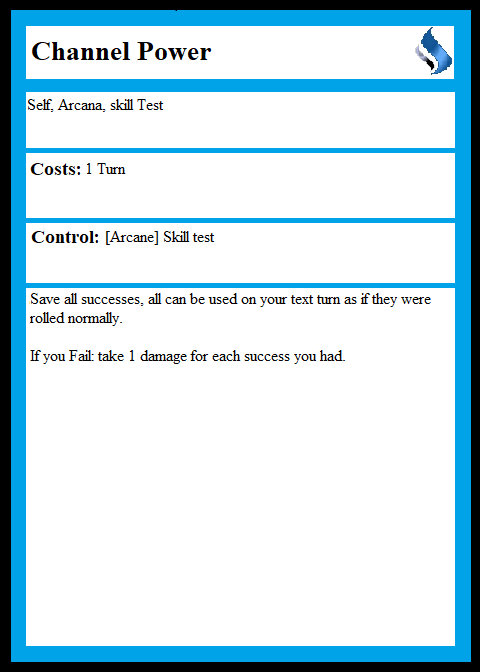 Channel Power
Self, Arcana, skill Test
Costs: 1 Turn
Control: [Arcane] Skill test
Save all successes, all can be used on your text turn as if they were
rolled normally.
If you Fail: take 1 damage for each success you had.